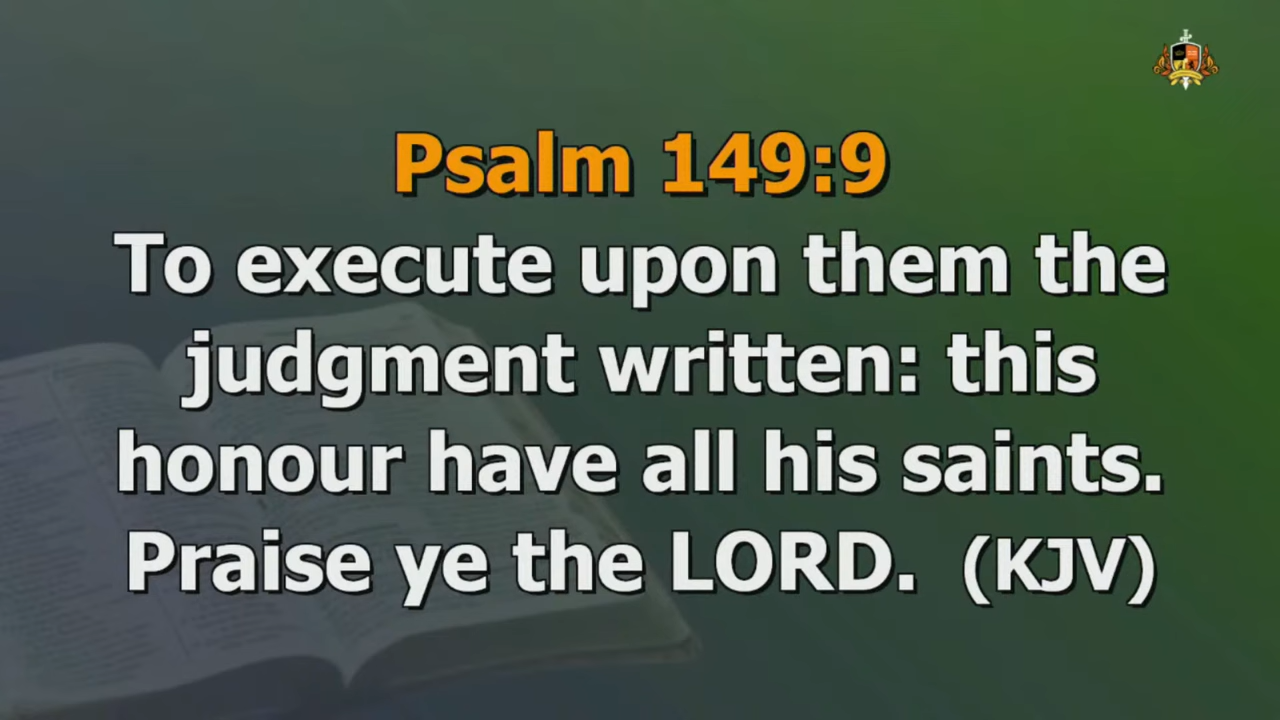 Psalm 149:9
To execute upon them the
judgment written: this
honour have all his saints.
Praise ye the LORD. (KJV)